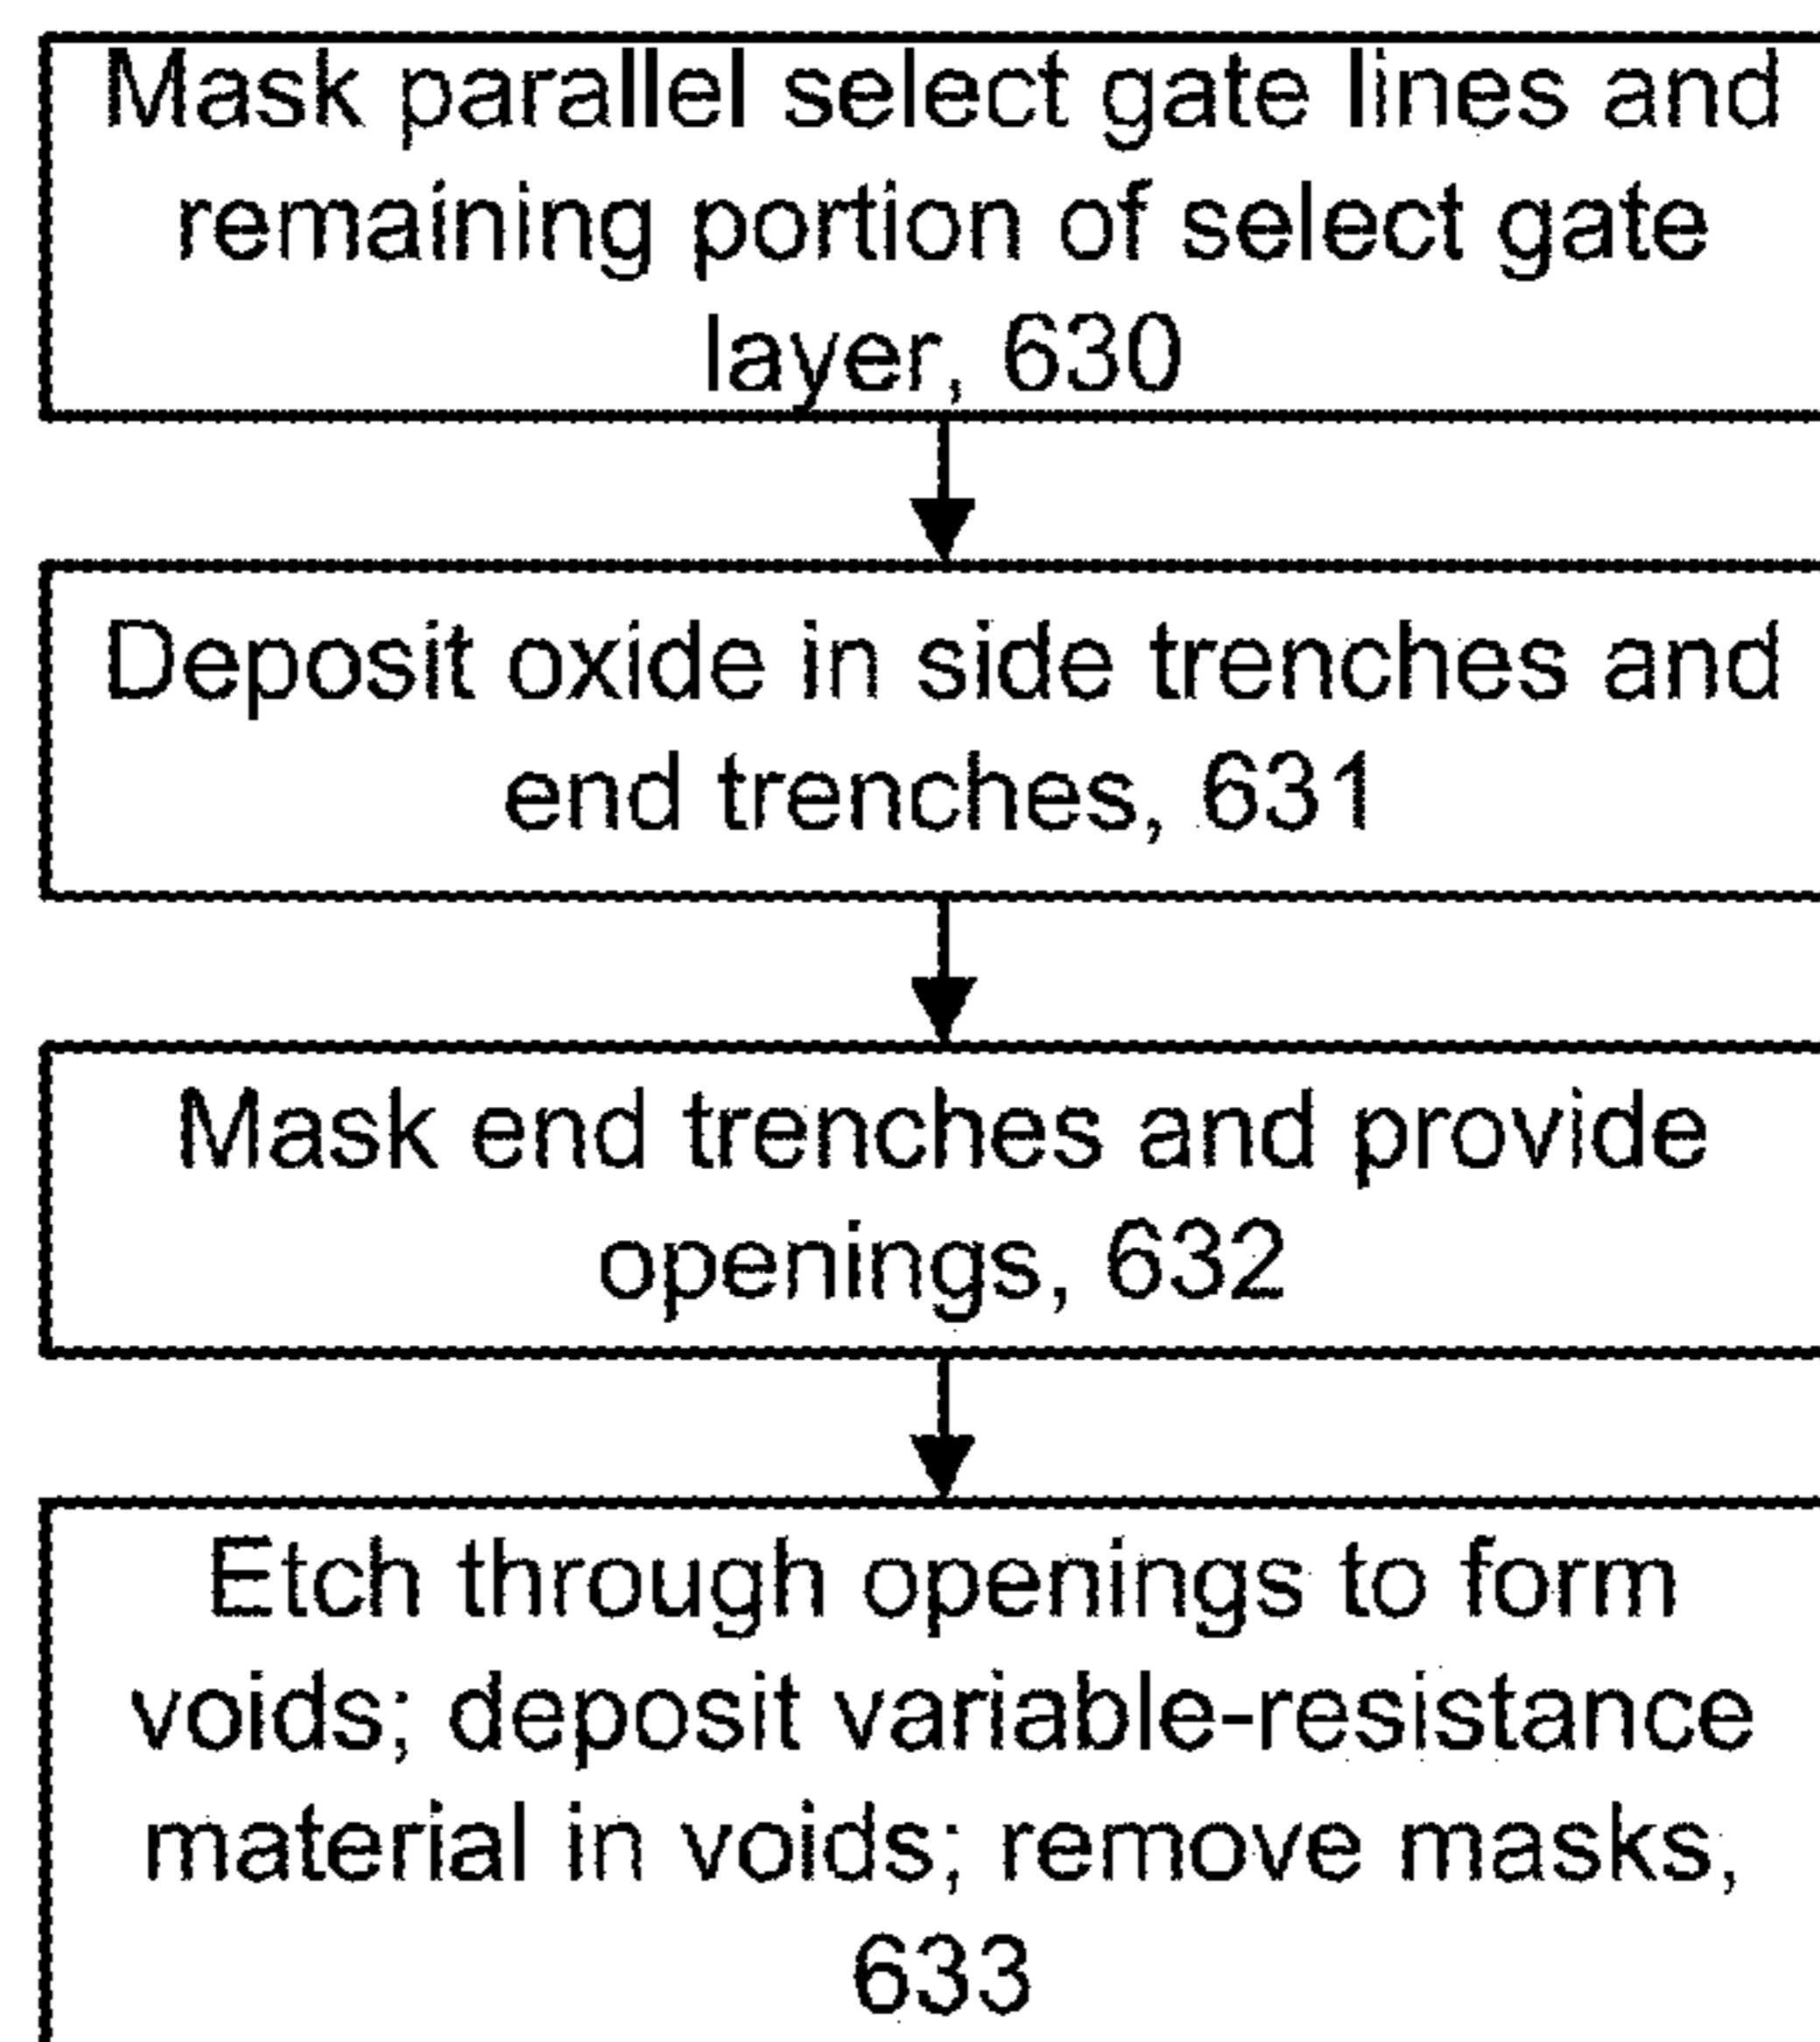 Mask parallel select gate lines and
remaining portion of select gate
layer, 630
Deposit oxide in side trenches and
end trenches, 631
Mask end trenches and provide
openings, 632
Etch through openings to form
voids; deposit variable-resistance
material in voids; remove masks,
633